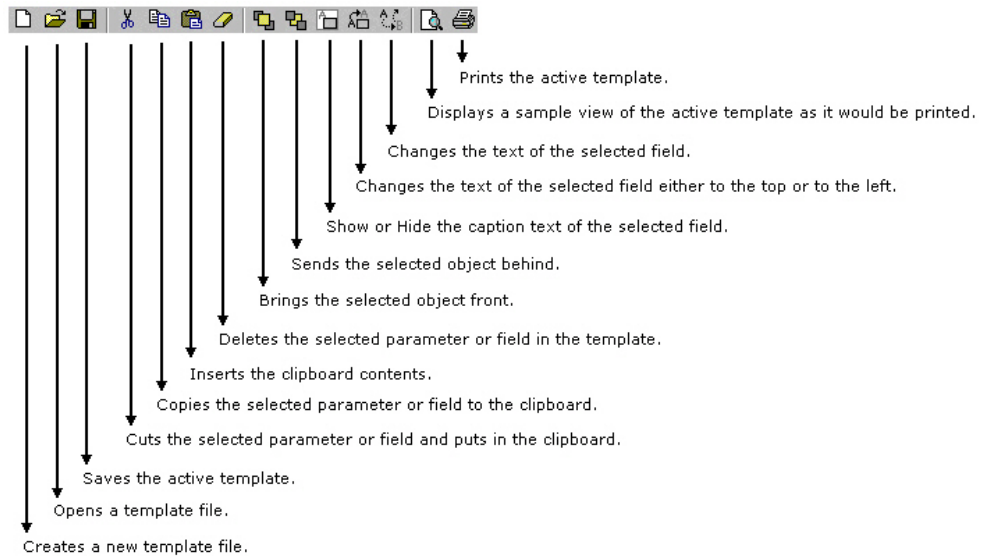 Prints the active template.
Displays a sample view of the active template as it would be printed.
Changes the text of the selected field.
Changes the text of the selected field either to the top or to the left.
Show or Hide the caption text of the selected field.
Sends the selected object behind.
Brings the selected object front.
Deletes the selected parameter or field in the template.
Inserts the clipboard contents.
Copies the selected parameter or field to the clipboard.
Cuts the selected parameter or field and puts in the clipboard.
Saves the active template.
Opens a template file.
Creates a new template file.